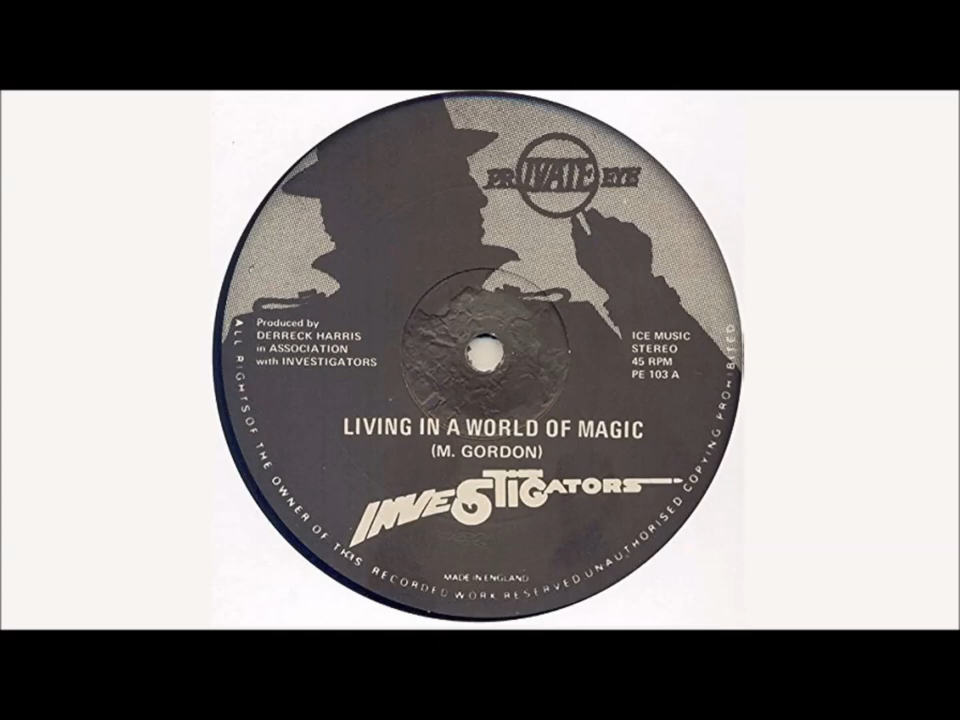 PRIVATE EYE
Produced by
DERRECK HARRIS
in ASSOCIATION
with INVESTIGATORS
ICE MUSIC
STEREO
45 RPM
PE 103 A
LIVING IN A WORLD OF MAGIC
(M. GORDON)
INVESTIGATORS
MADE IN ENGLAND
ALL RIGHTS OF THE OWNER OF THIS RECORDED WORK RESERVED. UNAUTHORISED COPYING PROHIBITED